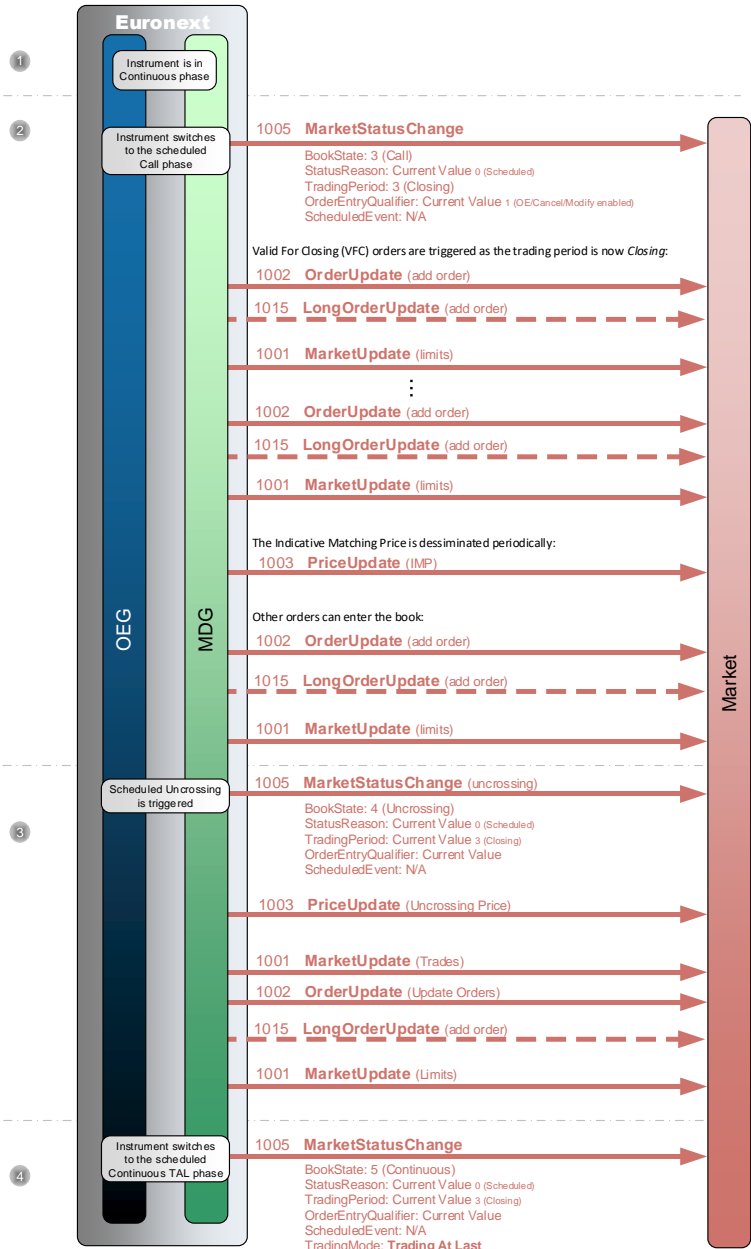 Euronext
1
Instrument is in
Continuous phase
2
Instrument switches
to the scheduled
Call phase
1005 MarketStatusChange
BookState: 3 (Call)
StatusReason: Current Value 0 (Scheduled)
TradingPeriod: 3 (Closing)
OrderEntryQualifier: Current Value 1 (OE/Cancel/Modify enabled)
ScheduledEvent: N/A
Valid For Closing (VFC) orders are triggered as the trading period is now Closing:
1002 OrderUpdate (add order)
1015 LongOrderUpdate (add order)
1001 MarketUpdate (limits)
⋮
1002 OrderUpdate (add order)
1015 LongOrderUpdate (add order)
1001 MarketUpdate (limits)
The Indicative Matching Price is dessiminated periodically:
1003 PriceUpdate (IMP)
OEG
MDG
Market
Other orders can enter the book:
1002 OrderUpdate (add order)
1015 LongOrderUpdate (add order)
1001 MarketUpdate (limits)
3
Scheduled Uncrossing
is triggered
1005 MarketStatusChange (uncrossing)
BookState: 4 (Uncrossing)
StatusReason: Current Value 0 (Scheduled)
TradingPeriod: Current Value 3 (Closing)
OrderEntryQualifier: Current Value
ScheduledEvent: N/A
1003 PriceUpdate (Uncrossing Price)
1001 MarketUpdate (Trades)
1002 OrderUpdate (Update Orders)
1015 LongOrderUpdate (add order)
1001 MarketUpdate (Limits)
4
Instrument switches
to the scheduled
Continuous TAL phase
1005 MarketStatusChange
BookState: 5 (Continuous)
StatusReason: Current Value 0 (Scheduled)
TradingPeriod: Current Value 3 (Closing)
OrderEntryQualifier: Current Value
ScheduledEvent: N/A
TradingMode: Trading At Last